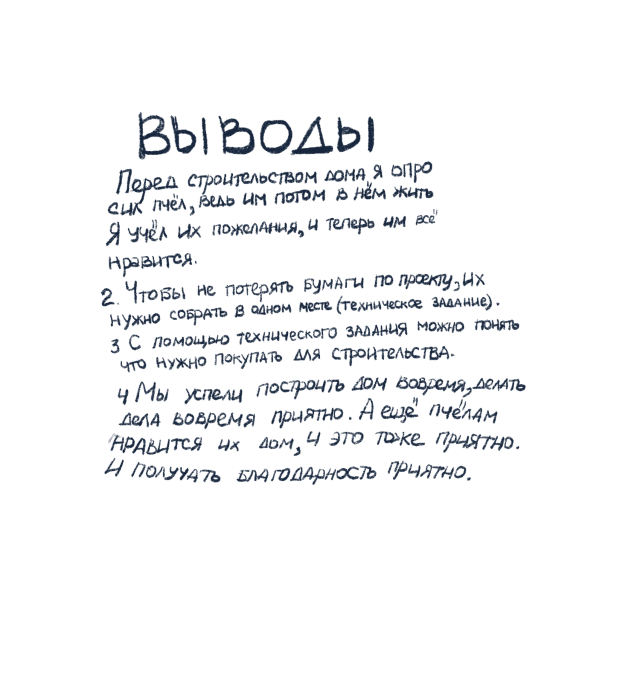 ВЫВОДЫ
Перед строительством дома я опро
сил пчёл, ведь им потом в нём жить
Я учёл их пожелания, и теперь им всё
нравится.
2. Чтобы не потерять бумаги по проекту, их
нужно собрать в одном месте (техническое задание).
3 С помощью технического задания можно понять
что нужно покупать для строительства.
4 Мы успели построить дом вовремя, делать
дела вовремя приятно. А ещё пчёлам
нравится их дом, и это тоже приятно.
И получать благодарность приятно.